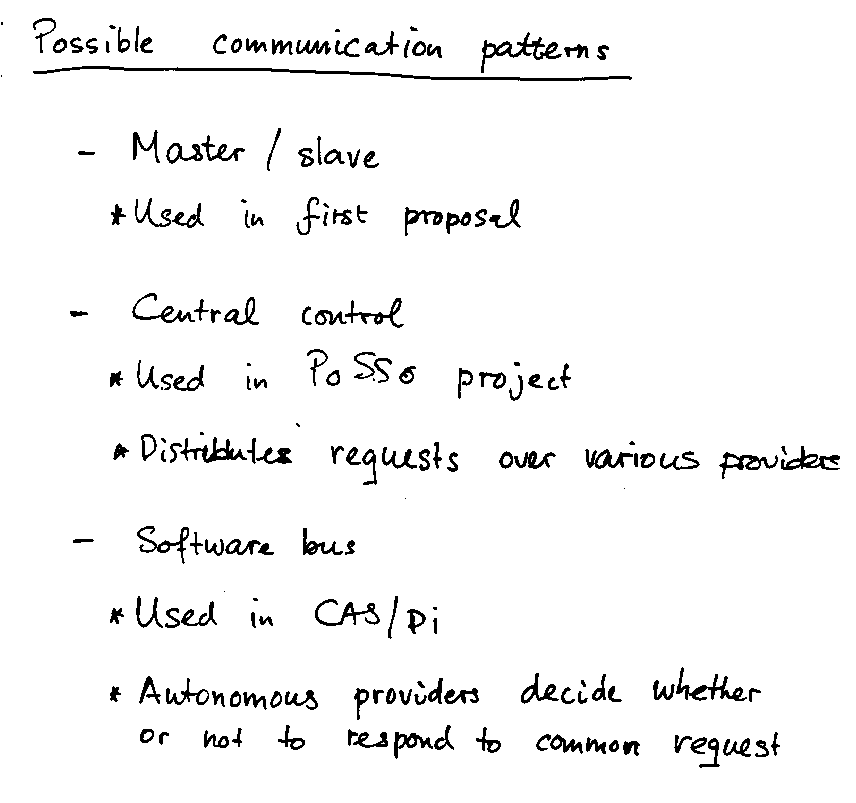 Possible communication patterns
- Master / slave
* Used in first proposal
- Central control
* Used in PoSSo project
* Distributes requests over various providers
- Software bus
* Used in CAS/Pi
* Autonomous providers decide whether
or not to respond to common request